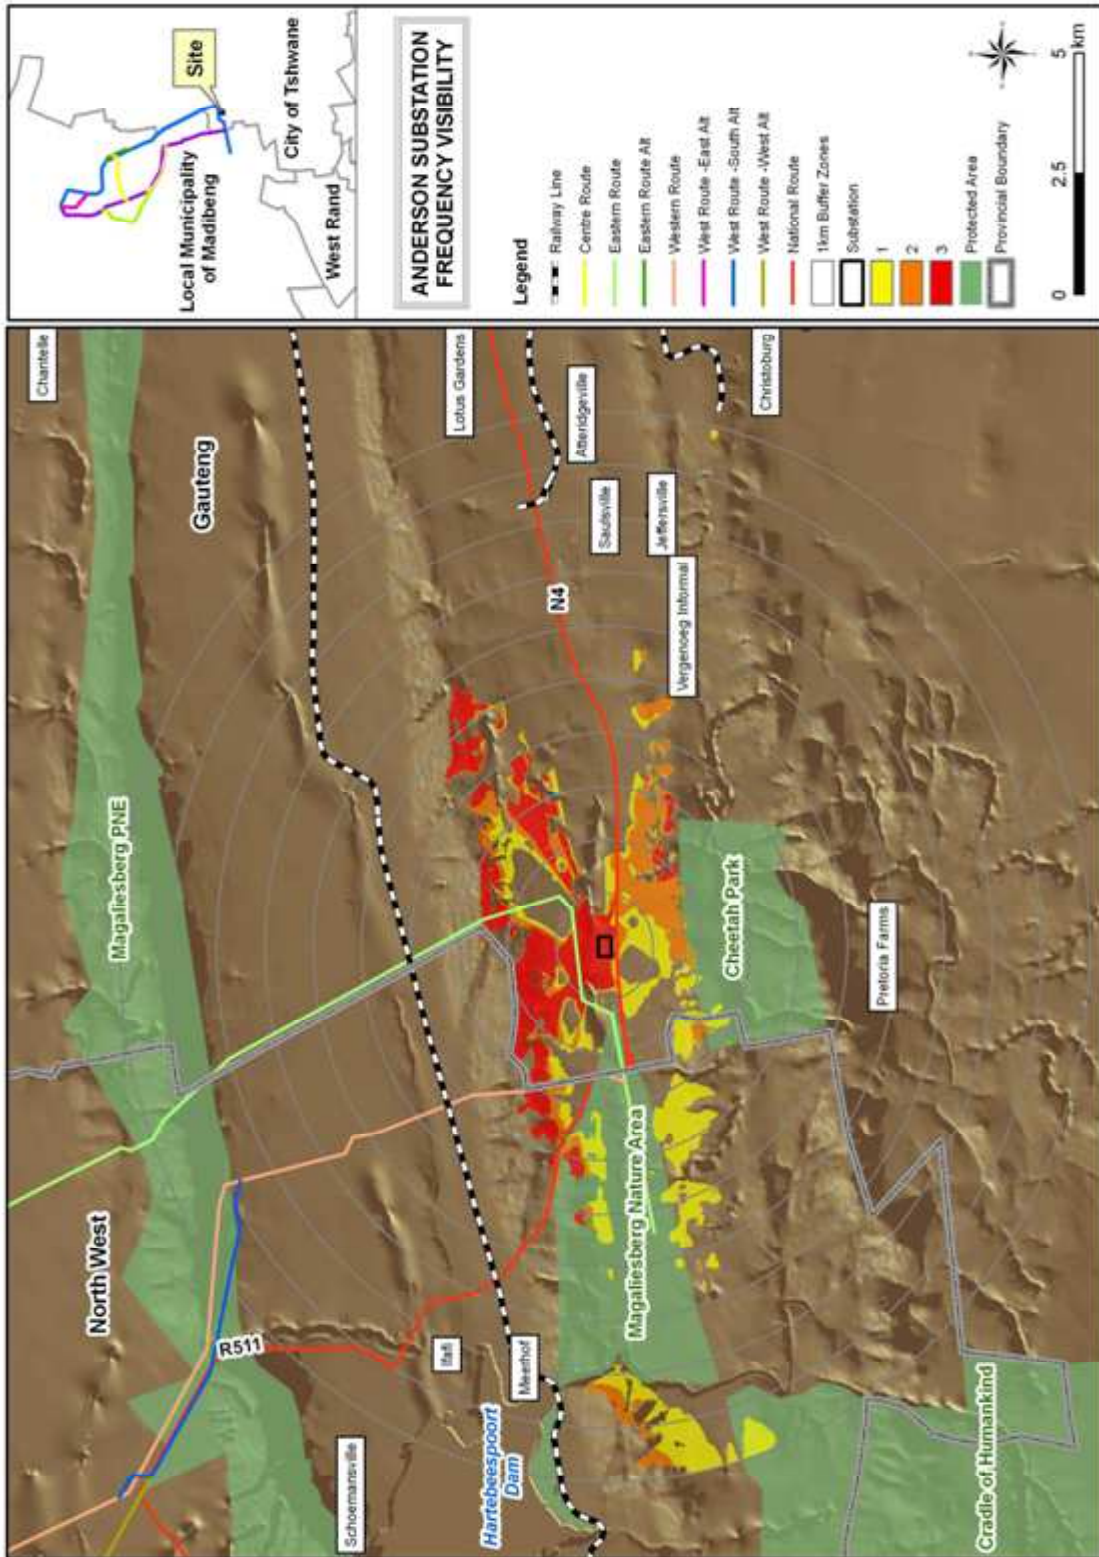 Site
Local Municipality
of Madibeng
City of Tshwane
West Rand
ANDERSON SUBSTATION
FREQUENCY VISIBILITY
Legend
Railway Line
Centre Route
Eastern Route
Eastern Route Alt
Western Route
West Route -East Alt
West Route -South Alt
West Route -West Alt
National Route
1km Buffer Zones
Substation
1
2
3
Protected Area
Provincial Boundary
0
2.5
5
km
Chantelle
Gauteng
Magaliesberg PNE
North West
R511
Lotus Gardens
Atteridgeville
Saulsville
Jeffersville
Christoburg
N4
Vergenoeg Informal
Cheetah Park
Pretoria Farms
Magaliesberg Nature Area
Ifafi
Meerhof
Schoemansville
Hartebeespoort
Dam
Cradle of Humankind